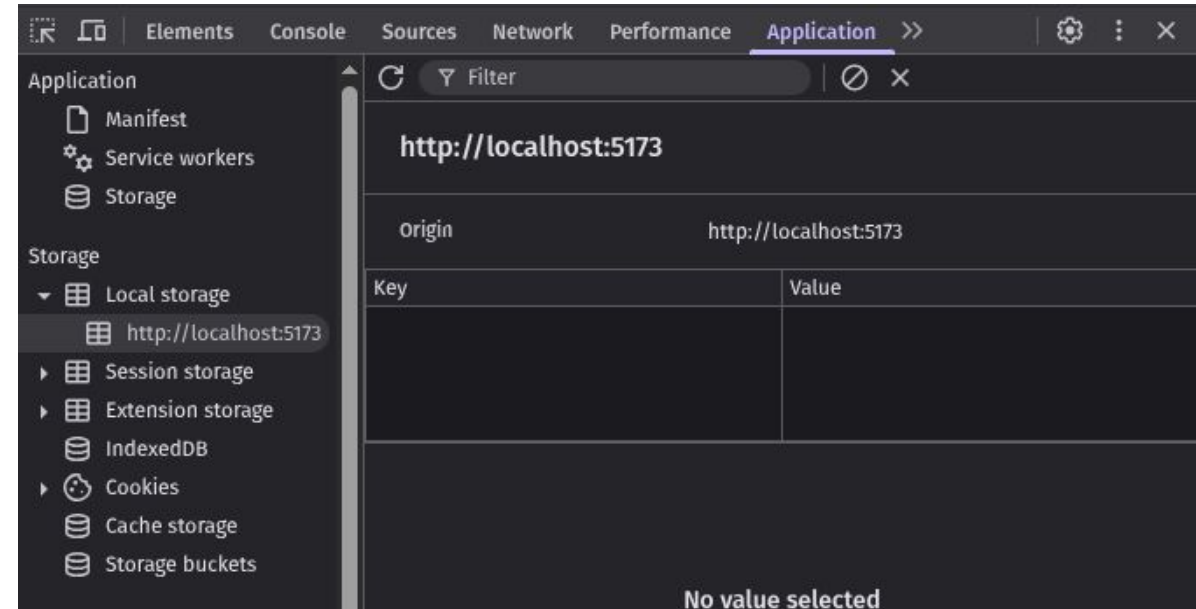 Elements Console Sources Network Performance Application
Application
Manifest
Service workers
Storage
Storage
Local storage
http://localhost:5173
Session storage
Extension storage
IndexedDB
Cookies
Cache storage
Storage buckets
Filter
http://localhost:5173
Origin http://localhost:5173
Key Value
No value selected